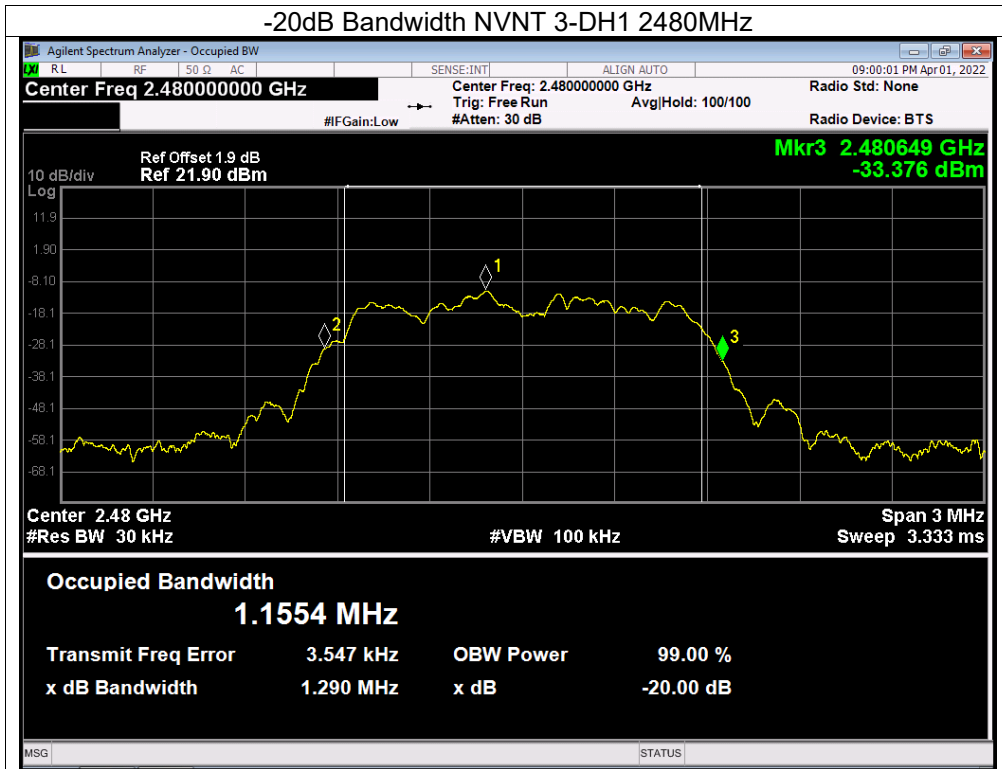 -20dB Bandwidth NVNT 3-DH1 2480MHz
Agilent Spectrum Analyzer - Occupied BW
LXI RL RF 50 Ω AC SENSE:INT ALIGN AUTO 09:00:01 PM Apr 01, 2022
Center Freq 2.480000000 GHz Center Freq: 2.480000000 GHz Radio Std: None
Trig: Free Run Avg|Hold: 100/100
#IFGain:Low #Atten: 30 dB Radio Device: BTS
Mkr3 2.480649 GHz
-33.376 dBm
Ref Offset 1.9 dB
10 dB/div Ref 21.90 dBm
Log
11.9
1.90
-8.10
-18.1
-28.1
-38.1
-48.1
-58.1
-68.1
1
2
3
Center 2.48 GHz Span 3 MHz
#Res BW 30 kHz #VBW 100 kHz Sweep 3.333 ms
Occupied Bandwidth
1.1554 MHz
Transmit Freq Error 3.547 kHz OBW Power 99.00 %
x dB Bandwidth 1.290 MHz x dB -20.00 dB
MSG STATUS